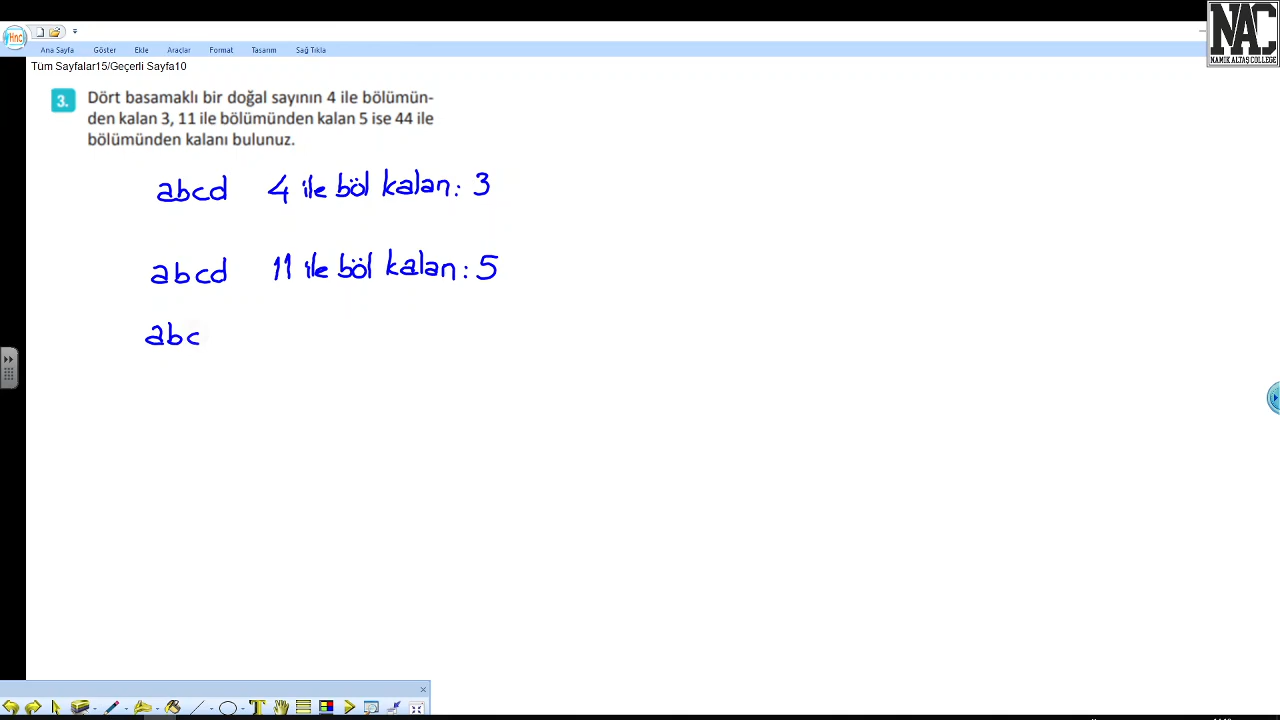 NAC
NAMIK ALTAŞ COLLEGE
Hnc
Ana Sayfa Göster Ekle Araçlar Format Tasarım Sağ Tıkla
Tüm Sayfalar15/Geçerli Sayfa10
3. Dört basamaklı bir doğal sayının 4 ile bölümün-
den kalan 3, 11 ile bölümünden kalan 5 ise 44 ile
bölümünden kalanı bulunuz.
abcd 4 ile böl kalan: 3
abcd 11 ile böl kalan: 5
abc